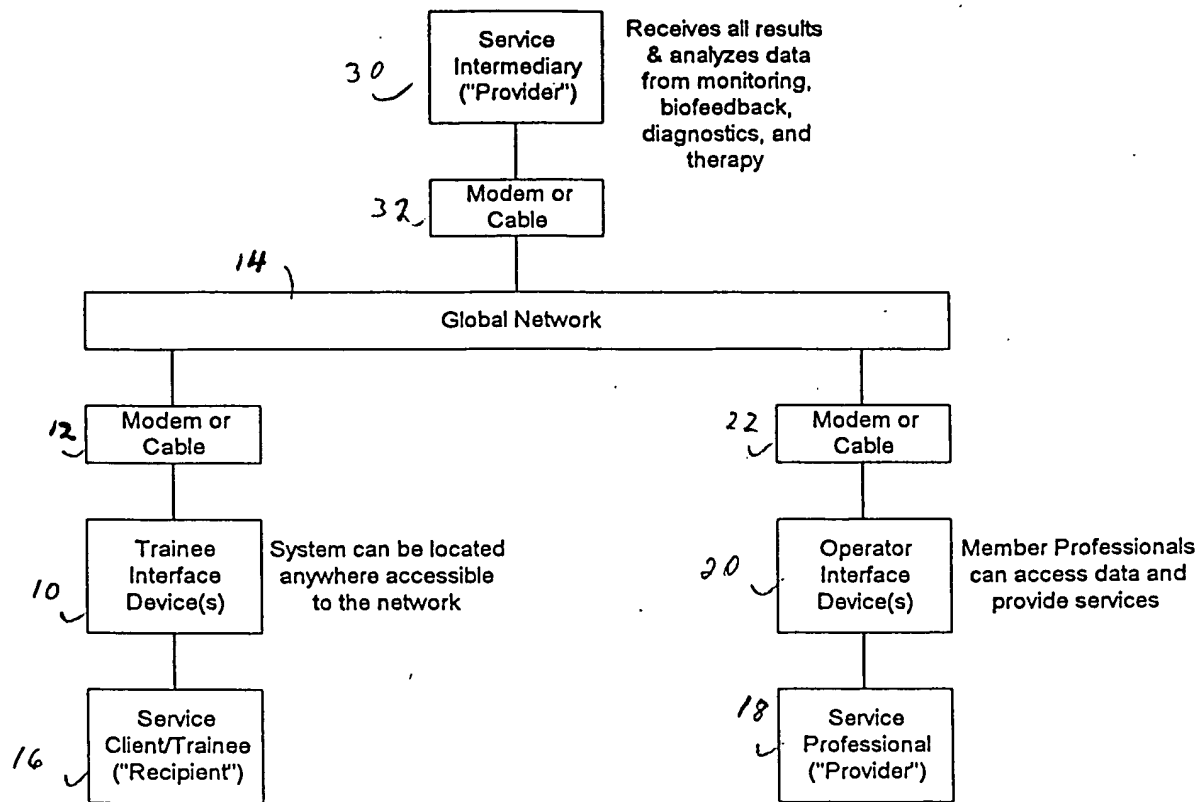 Service
Intermediary
("Provider")
Receives all results
& analyzes data
from monitoring,
biofeedback,
diagnostics, and
therapy
30
Modem or
Cable
32
14
Global Network
Modem or
Cable
12
Modem or
Cable
22
Trainee
Interface
Device(s)
10
System can be located
anywhere accessible
to the network
Operator
Interface
Device(s)
20
Member Professionals
can access data and
provide services
Service
Client/Trainee
("Recipient")
16
Service
Professional
("Provider")
18